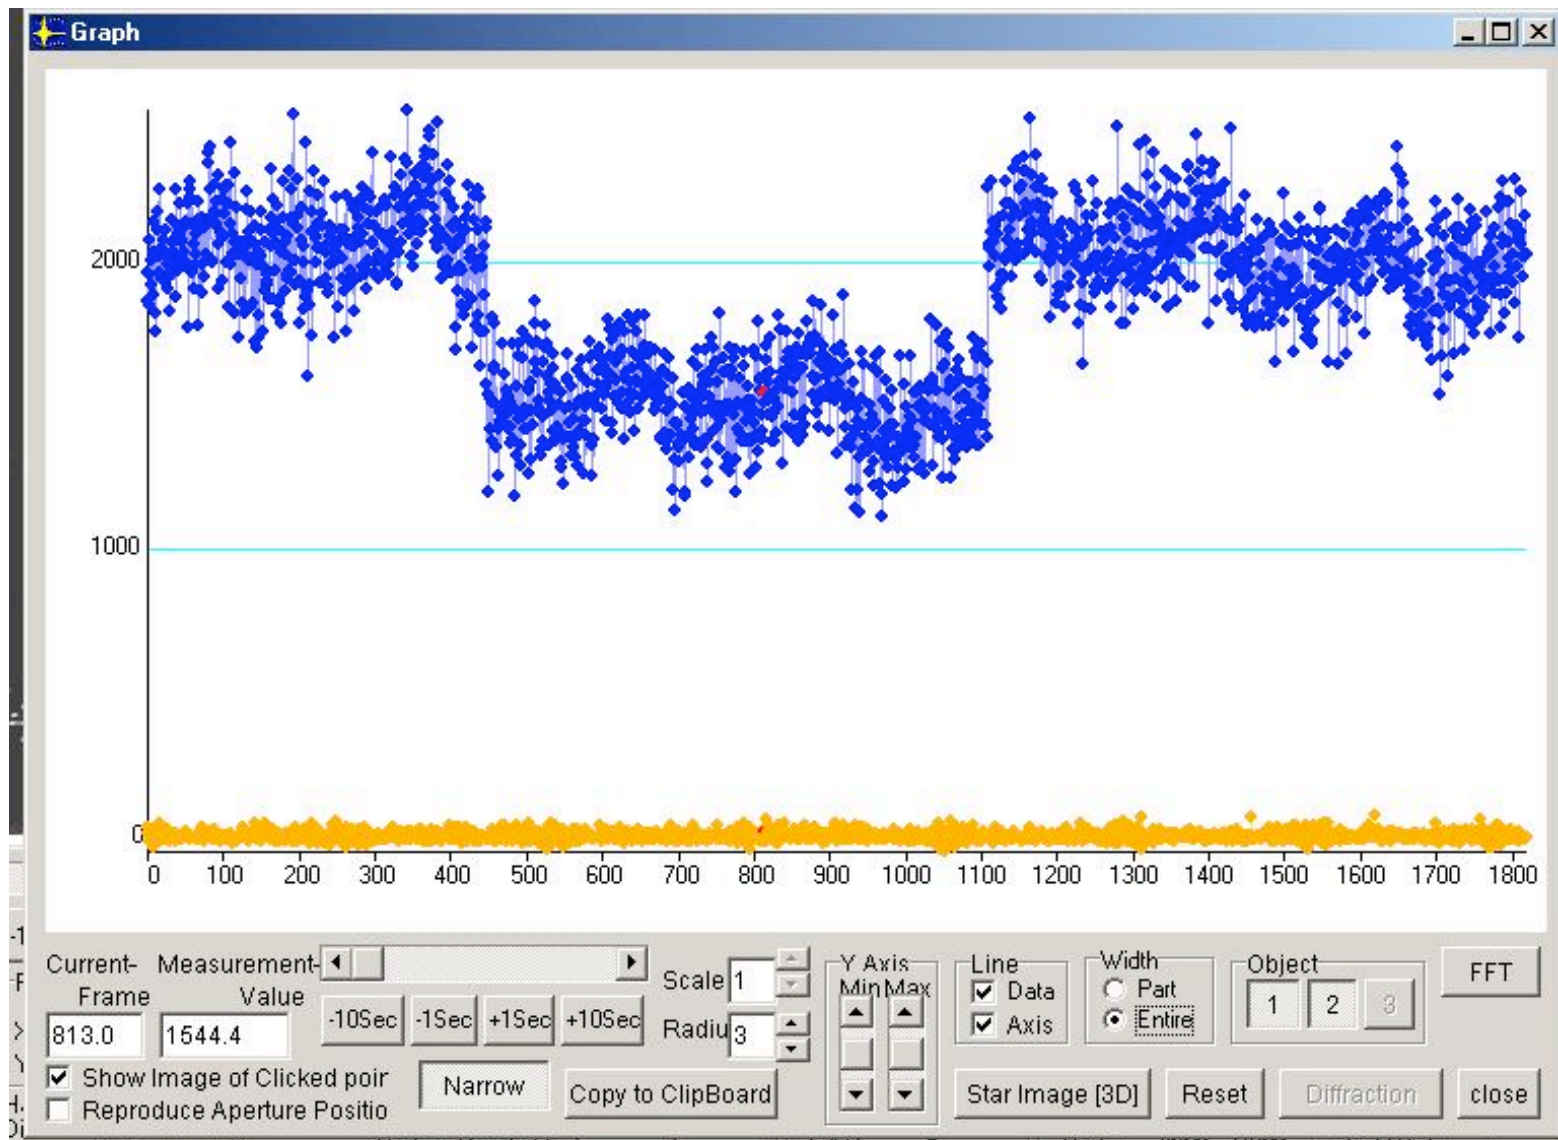 Graph
2000
1000
0
0 100 200 300 400 500 600 700 800 900 1000 1100 1200 1300 1400 1500 1600 1700 1800
Current- Measurement-
Frame Value
813.0 1544.4
-10Sec -1Sec +1Sec +10Sec
Scale 1
Radiu 3
Y Axis
Min Max
Line
Data
Axis
Width
Part
Entire
Object
1 2 3
FFT
Show Image of Clicked poir
Reproduce Aperture Positio
Narrow
Copy to ClipBoard
Star Image [3D]
Reset
Diffraction
close